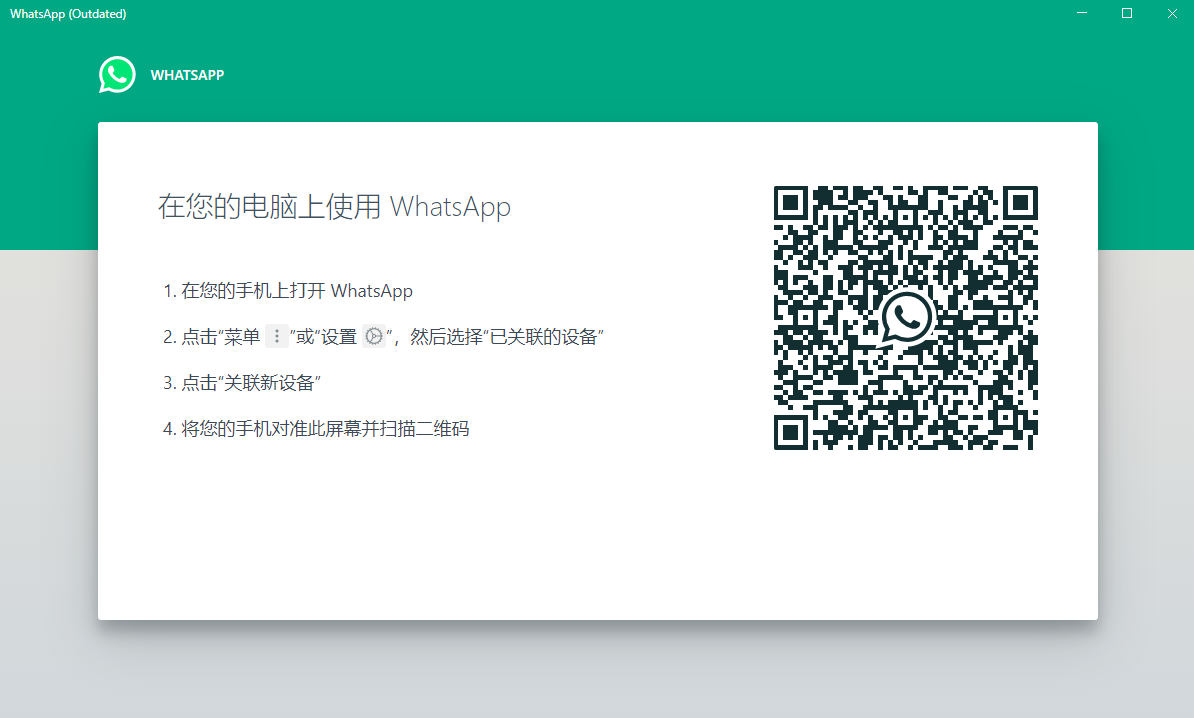 WhatsApp (Outdated)
WHATSAPP
在您的电脑上使用 WhatsApp
1. 在您的手机上打开 WhatsApp
2. 点击“菜单 ⋮ ”或“设置 ”，然后选择“已关联的设备”
3. 点击“关联新设备”
4. 将您的手机对准此屏幕并扫描二维码